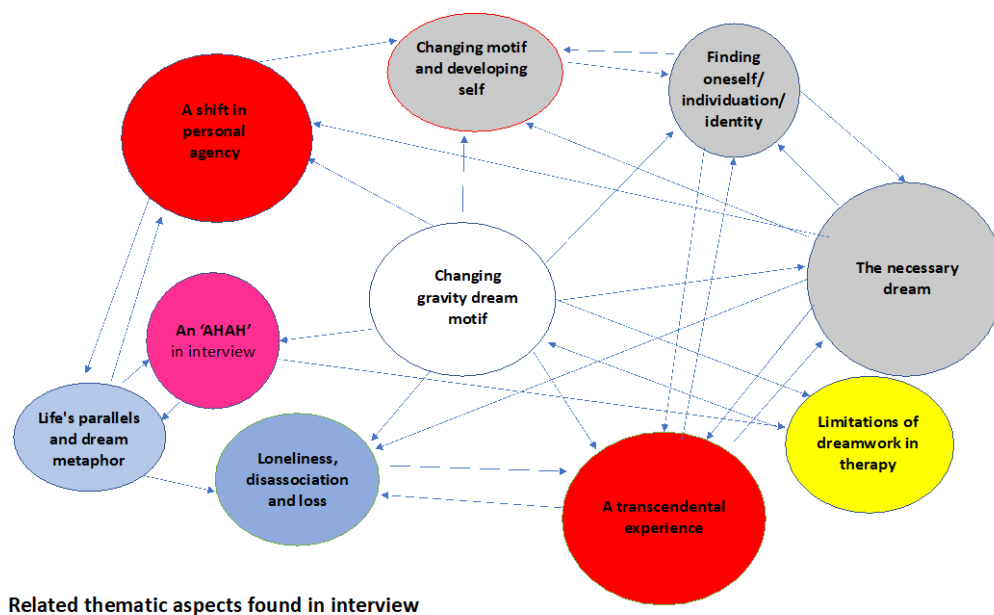 Changing motif
and developing
self
Finding
oneself/
individuation/
identity
A shift in
personal
agency
The necessary
dream
Changing
gravity dream
motif
An ‘AHAH’
in interview
Life's parallels
and dream
metaphor
Loneliness,
disassociation
and loss
Limitations of
dreamwork in
therapy
A transcendental
experience
Related thematic aspects found in interview